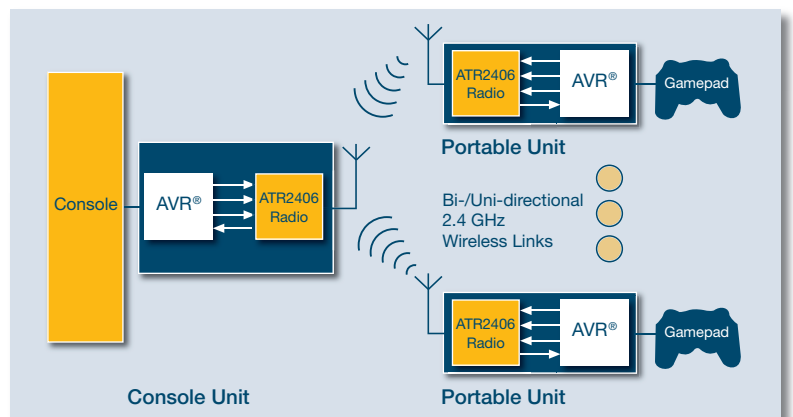 Console
AVR®
ATR2406
Radio
Console Unit
ATR2406
Radio
AVR®
Gamepad
Portable Unit
Bi-/Uni-directional
2.4 GHz
Wireless Links
ATR2406
Radio
AVR®
Gamepad
Portable Unit